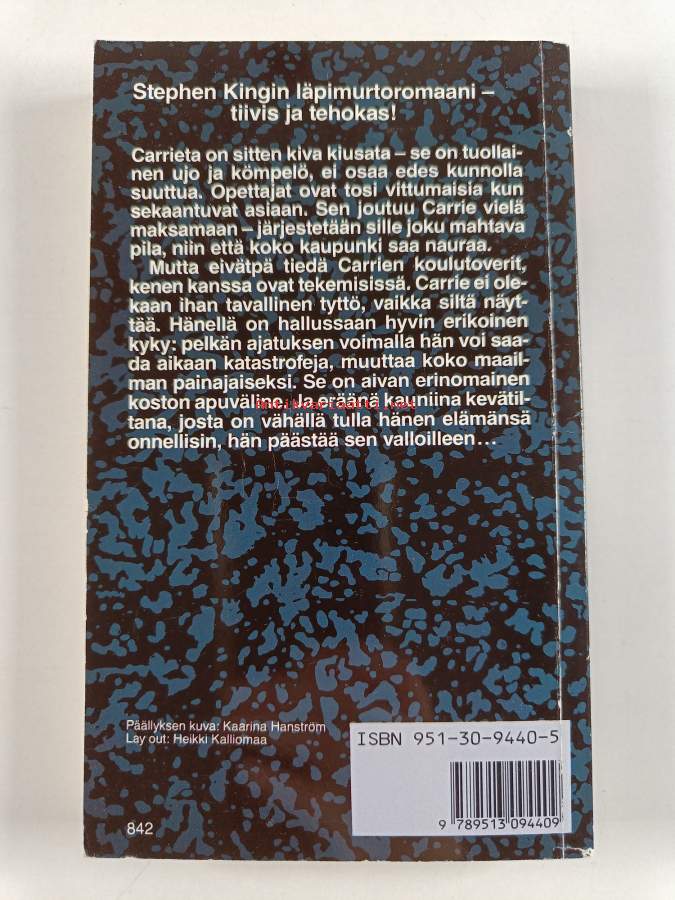 Stephen Kingin läpimurtoromaani –
tiivis ja tehokas!
Carrieta on sitten kiva kiusata – se on tuollai-
nen ujo ja kömpelö, ei osaa edes kunnolla
suuttua. Opettajat ovat tosi vittumaisia kun
sekaantuvat asiaan. Sen joutuu Carrie vielä
maksamaan – järjestetään sille joku mahtava
pila, niin että koko kaupunki saa nauraa.
Mutta eivätpä tiedä Carrien koulutoverit,
kenen kanssa ovat tekemisissä. Carrie ei ole-
kaan ihan tavallinen tyttö, vaikka siltä näyt-
tää. Hänellä on hallussaan hyvin erikoinen
kyky: pelkän ajatuksen voimalla hän voi saa-
da aikaan katastrofeja, muuttaa koko maail-
man painajaiseksi. Se on aivan erinomainen
koston apuväline. Ja eräänä kauniina kevätil-
Antikvariaatti.net
tana, josta on vähällä tulla hänen elämänsä
onnellisin, hän päästää sen valloilleen...
Päällyksen kuva: Kaarina Hanström
Lay out: Heikki Kalliomaa
ISBN 951-30-9440-5
9 789513 094409
842